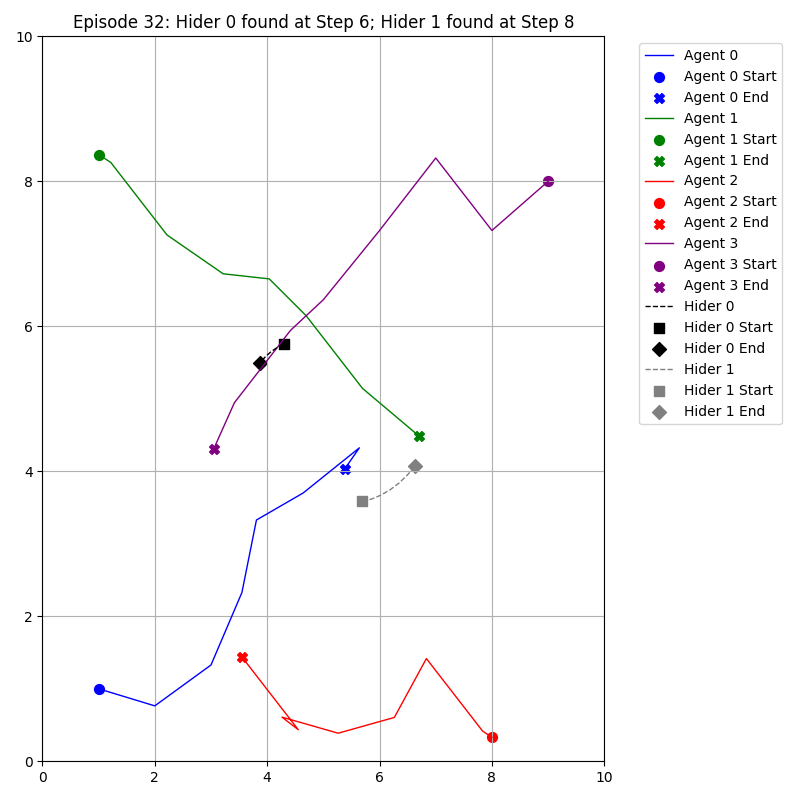 Episode 32: Hider 0 found at Step 6; Hider 1 found at Step 8
10
8
6
4
2
0
0 2 4 6 8 10
Agent 0
Agent 0 Start
Agent 0 End
Agent 1
Agent 1 Start
Agent 1 End
Agent 2
Agent 2 Start
Agent 2 End
Agent 3
Agent 3 Start
Agent 3 End
Hider 0
Hider 0 Start
Hider 0 End
Hider 1
Hider 1 Start
Hider 1 End